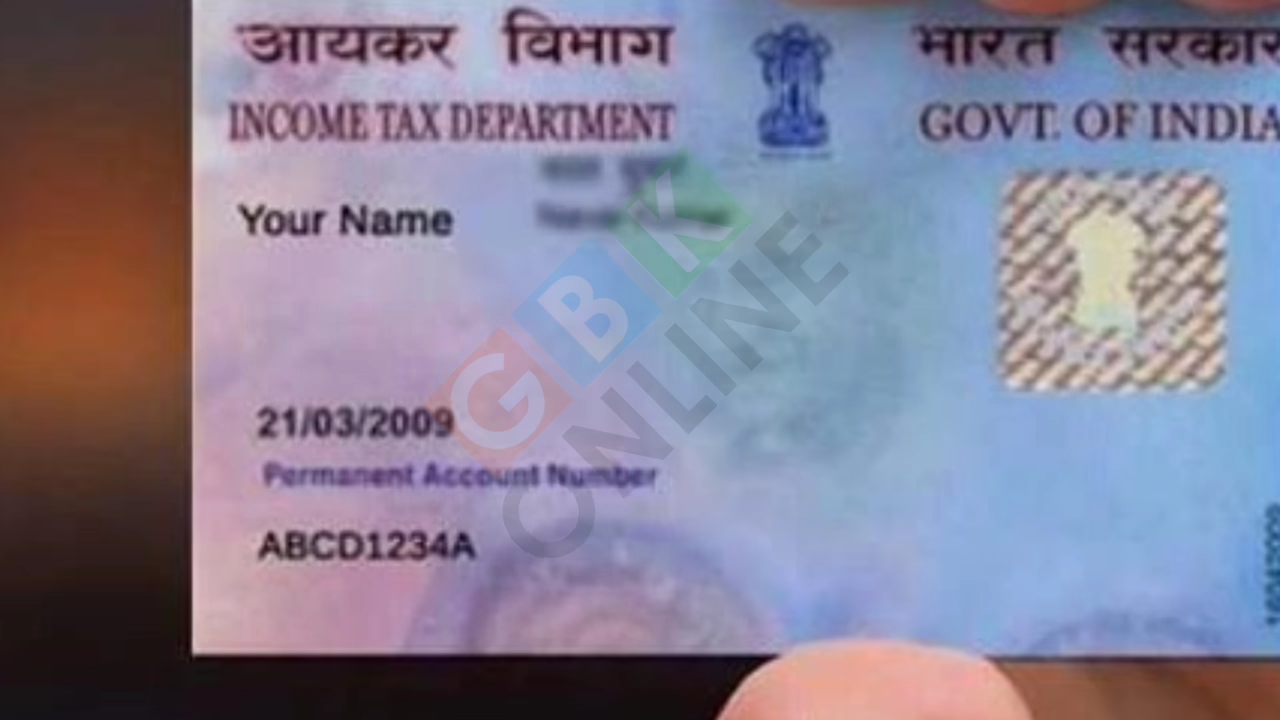 आयकर विभाग भारत सरकार
INCOME TAX DEPARTMENT GOVT. OF INDIA
Your Name
GBK
ONLINE
21/03/2009
Permanent Account Number
ABCD1234A